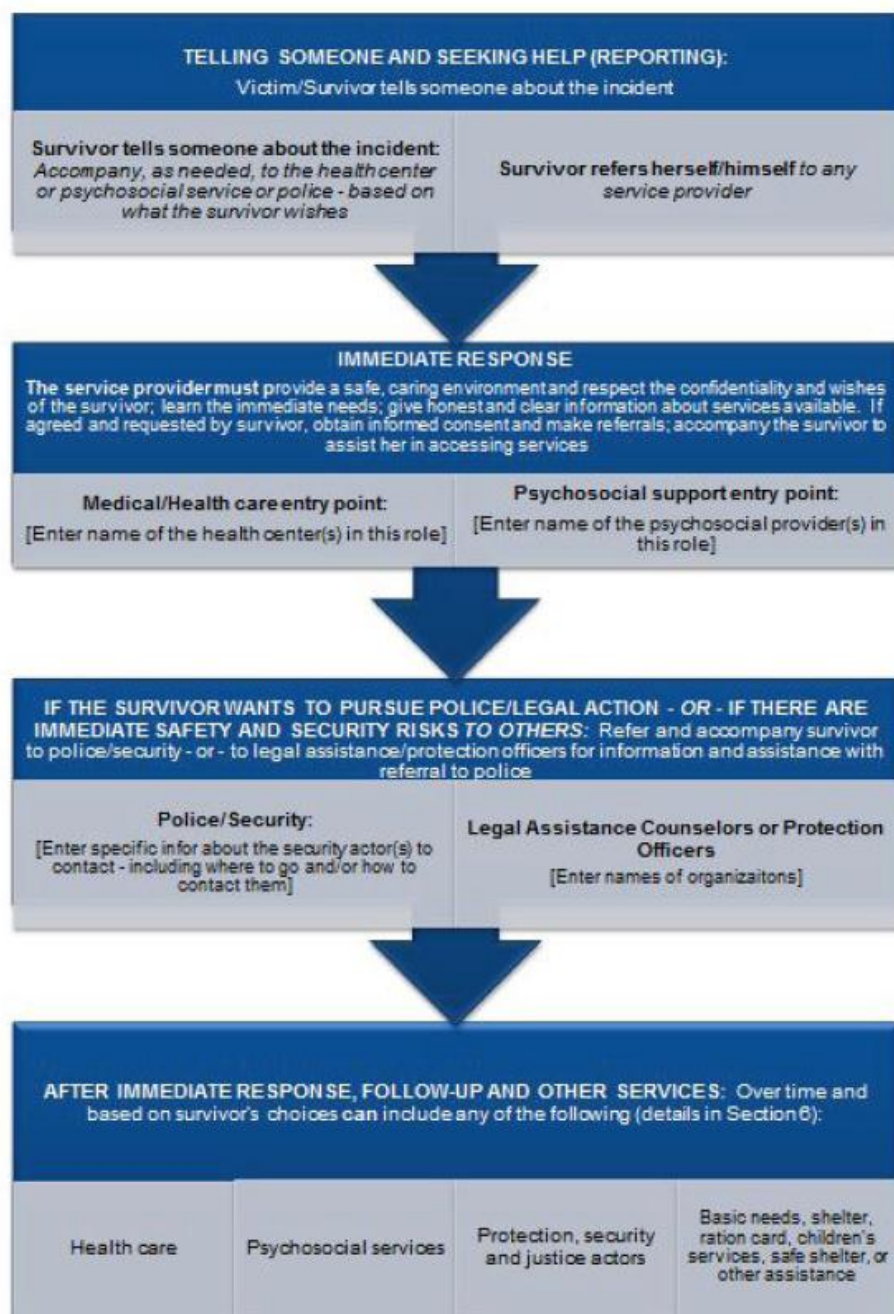 TELLING SOMEONE AND SEEKING HELP (REPORTING):
Victim/Survivor tells someone about the incident
Survivor tells someone about the incident:
Accompany, as needed, to the health center
or psychosocial service or police - based on
what the survivor wishes
Survivor refers herself/himself to any
service provider
IMMEDIATE RESPONSE
The service provider must provide a safe, caring environment and respect the confidentiality and wishes
of the survivor; learn the immediate needs; give honest and clear information about services available. If
agreed and requested by survivor, obtain informed consent and make referrals; accompany the survivor to
assist her in accessing services
Medical/Health care entry point:
[Enter name of the health center(s) in this role]
Psychosocial support entry point:
[Enter name of the psychosocial provider(s) in
this role]
IF THE SURVIVOR WANTS TO PURSUE POLICE/LEGAL ACTION - OR - IF THERE ARE
IMMEDIATE SAFETY AND SECURITY RISKS TO OTHERS: Refer and accompany survivor
to police/security - or - to legal assistance/protection officers for information and assistance with
referral to police
Police/Security:
[Enter specific infor about the security actor(s) to
contact - including where to go and/or how to
contact them]
Legal Assistance Counselors or Protection
Officers
[Enter names of organizaitons]
AFTER IMMEDIATE RESPONSE, FOLLOW-UP AND OTHER SERVICES: Over time and
based on survivor's choices can include any of the following (details in Section 6):
Health care
Psychosocial services
Protection, security
and justice actors
Basic needs, shelter,
ration card, children's
services, safe shelter, or
other assistance